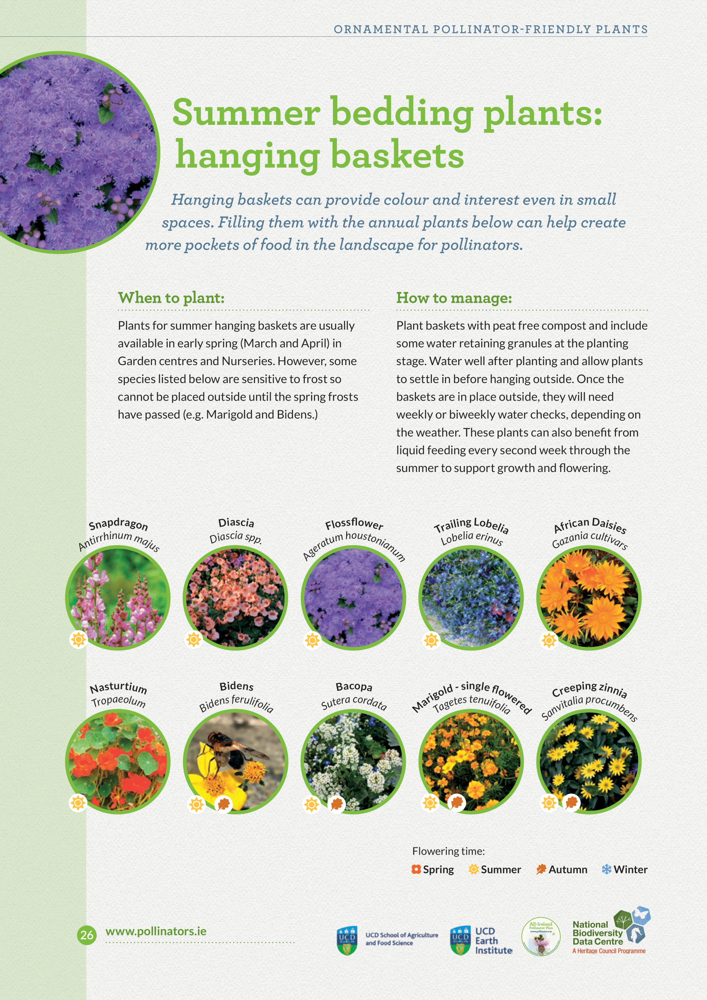 ORNAMENTAL POLLINATOR-FRIENDLY PLANTS
Summer bedding plants:
hanging baskets
Hanging baskets can provide colour and interest even in small
spaces. Filling them with the annual plants below can help create
more pockets of food in the landscape for pollinators.
When to plant:
Plants for summer hanging baskets are usually
available in early spring (March and April) in
Garden centres and Nurseries. However, some
species listed below are sensitive to frost so
cannot be placed outside until the spring frosts
have passed (e.g. Marigold and Bidens.)
How to manage:
Plant baskets with peat free compost and include
some water retaining granules at the planting
stage. Water well after planting and allow plants
to settle in before hanging outside. Once the
baskets are in place outside, they will need
weekly or biweekly water checks, depending on
the weather. These plants can also benefit from
liquid feeding every second week through the
summer to support growth and flowering.
Snapdragon
Antirrhinum majus
Diascia
Diascia spp.
Flossflower
Ageratum houstonianum
Trailing Lobelia
Lobelia erinus
African Daisies
Gazania cultivars
Nasturtium
Tropaeolum
Bidens
Bidens ferulifolia
Bacopa
Sutera cordata
Marigold - single flowered
Tagetes tenuifolia
Creeping zinnia
Sanvitalia procumbens
Flowering time:
Spring Summer Autumn Winter
26
www.pollinators.ie
UCD
DUBLIN
UCD School of Agriculture
and Food Science
UCD
DUBLIN
UCD
Earth
Institute
All-Ireland
Pollinator Plan
www.pollinators.ie
National
Biodiversity
Data Centre
A Heritage Council Programme